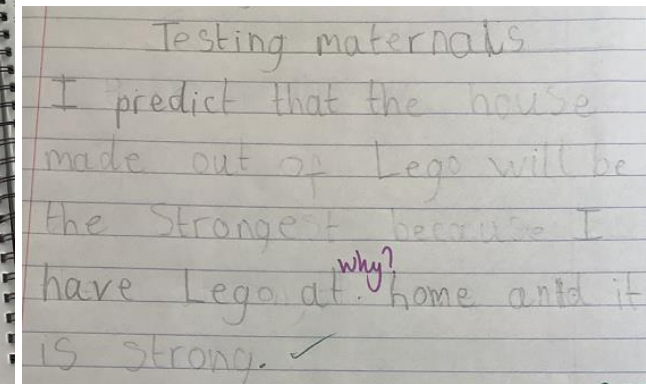 Testing maternals
I predict that the house
made out of Lego will be
the Strongest because I
why?
have Lego at home antd it
is strong.